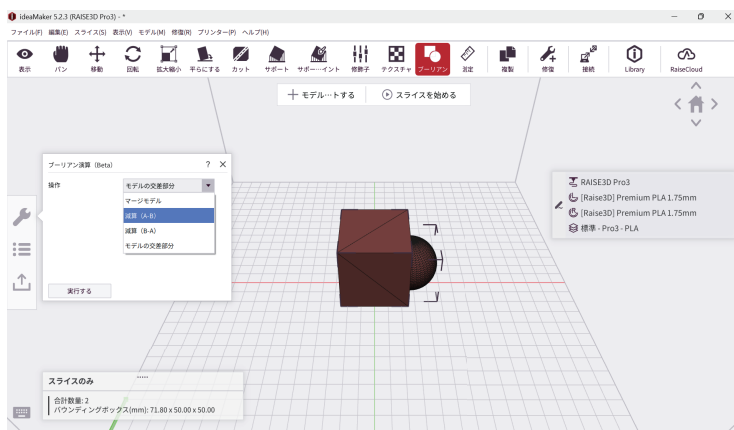 ideaMaker 5.2.3 (RAISE3D Pro3) - *
ファイル(F) 編集(E) スライス(S) 表示(V) モデル(M) 修復(R) プリンター(P) ヘルプ(H)
表示 パン 移動 回転 拡大縮小 平らにする カット サポート サポー…イント 修飾子 テクスチャ ブーリアン 測定 複製 修復 接続 Library RaiseCloud
モデル…トする スライスを始める
ブーリアン演算 (Beta) ? ×
操作 モデルの交差部分
マージモデル
減算 (A-B)
減算 (B-A)
モデルの交差部分
実行する
RAISE3D Pro3
[Raise3D] Premium PLA 1.75mm
[Raise3D] Premium PLA 1.75mm
標準 - Pro3 - PLA
スライスのみ
合計数量: 2
バウンディングボックス(mm): 71.80 x 50.00 x 50.00